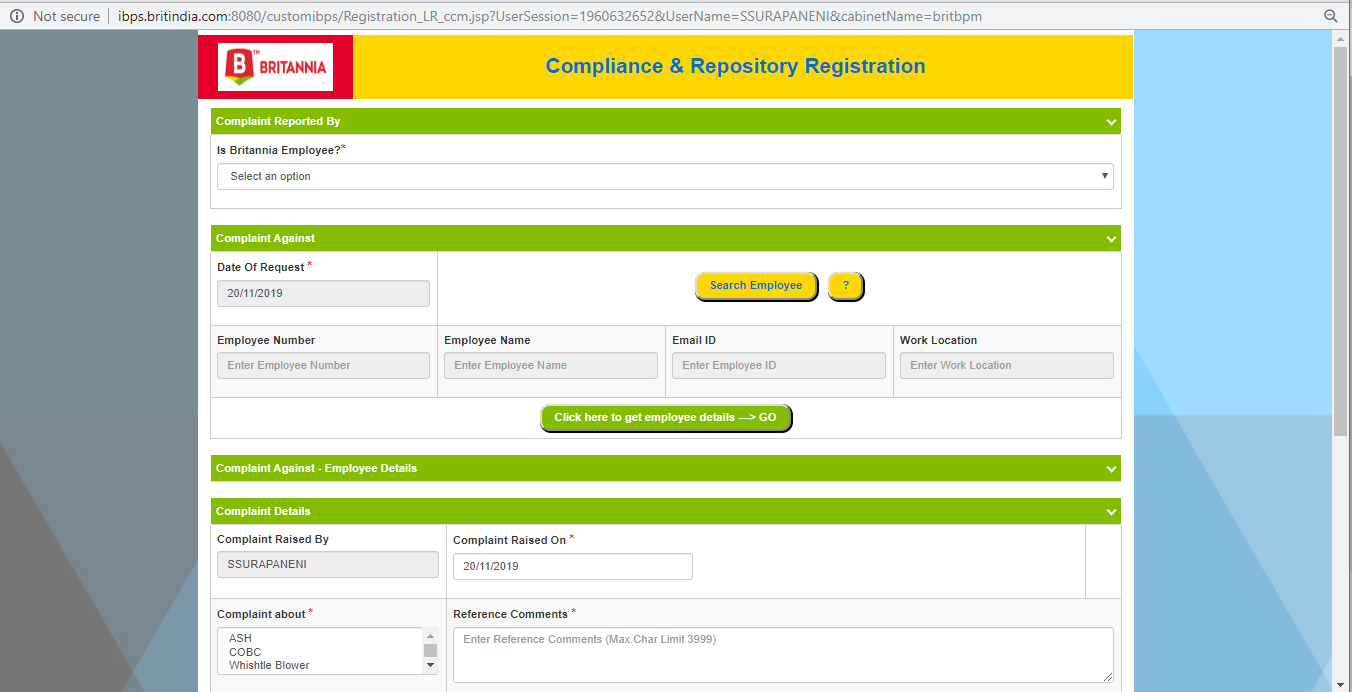 Not secure | ibps.britindia.com:8080/customibps/Registration_LR_ccm.jsp?UserSession=1960632652&UserName=SSURAPANENI&cabinetName=britbpm
B ™ BRITANNIA
Compliance & Repository Registration
Complaint Reported By
Is Britannia Employee?*
Select an option
Complaint Against
Date Of Request *
Search Employee ?
20/11/2019
Employee Number Employee Name Email ID Work Location
Enter Employee Number Enter Employee Name Enter Employee ID Enter Work Location
Click here to get employee details ---> GO
Complaint Against - Employee Details
Complaint Details
Complaint Raised By Complaint Raised On *
SSURAPANENI 20/11/2019
Complaint about * Reference Comments *
ASH Enter Reference Comments (Max.Char Limit 3999)
COBC
Whishtle Blower